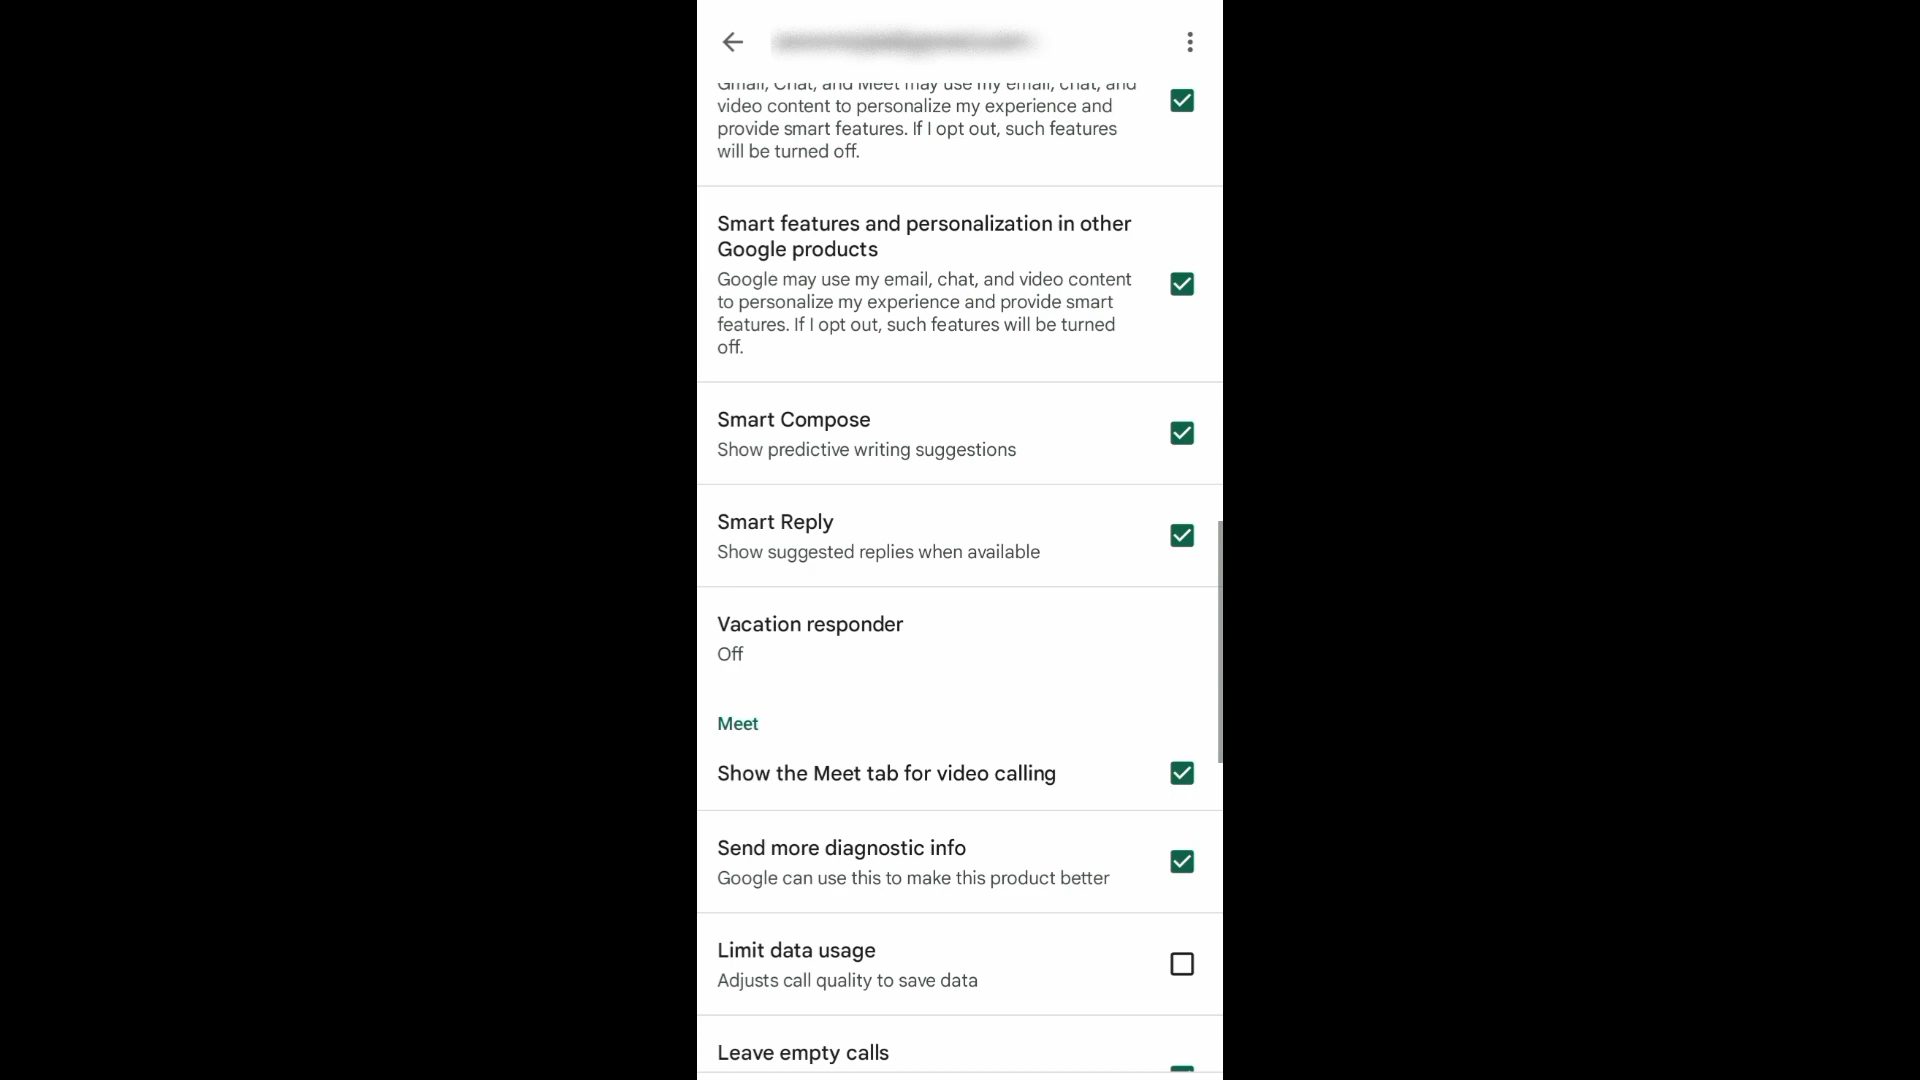 Gmail, Chat, and Meet may use my email, chat, and
video content to personalize my experience and
provide smart features. If I opt out, such features
will be turned off.
Smart features and personalization in other
Google products
Google may use my email, chat, and video content
to personalize my experience and provide smart
features. If I opt out, such features will be turned
off.
Smart Compose
Show predictive writing suggestions
Smart Reply
Show suggested replies when available
Vacation responder
Off
Meet
Show the Meet tab for video calling
Send more diagnostic info
Google can use this to make this product better
Limit data usage
Adjusts call quality to save data
Leave empty calls